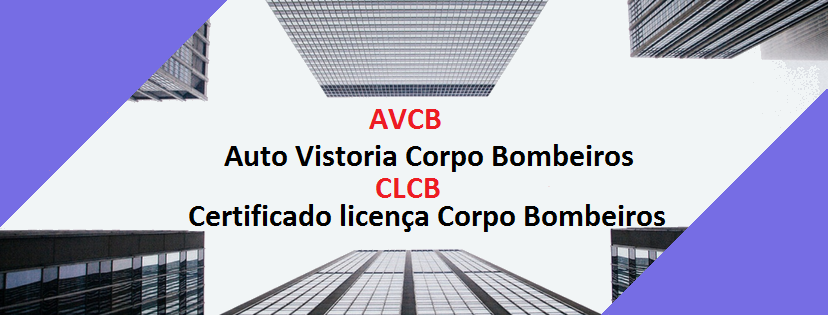 AVCB
Auto Vistoria Corpo Bombeiros
CLCB
Certificado licença Corpo Bombeiros